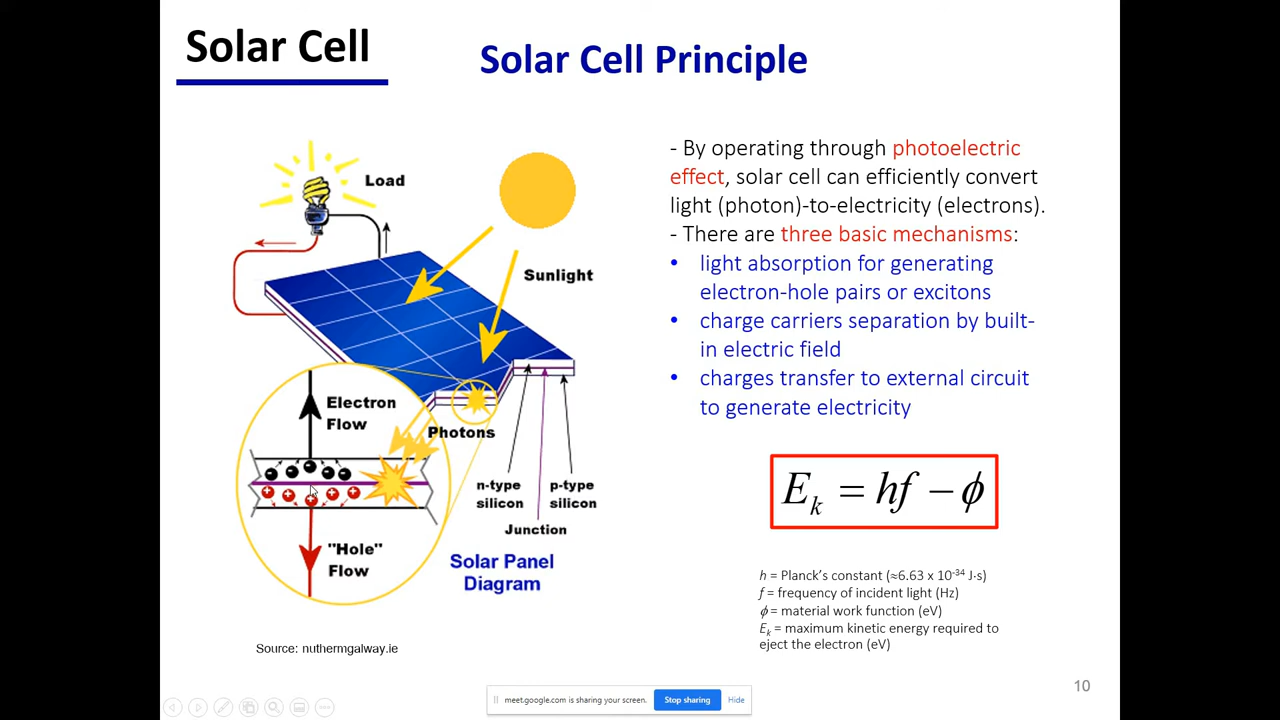 Solar Cell
Solar Cell Principle
Load
Sunlight
Electron
Flow
Photons
n-type
silicon
p-type
silicon
Junction
"Hole"
Flow
Solar Panel
Diagram
Source: nuthermgalway.ie
- By operating through photoelectric
effect, solar cell can efficiently convert
light (photon)-to-electricity (electrons).
- There are three basic mechanisms:
• light absorption for generating
electron-hole pairs or excitons
• charge carriers separation by built-
in electric field
• charges transfer to external circuit
to generate electricity
E_k = hf − ϕ
h = Planck's constant (≈6.63 x 10⁻³⁴ J·s)
f = frequency of incident light (Hz)
ϕ = material work function (eV)
E_k = maximum kinetic energy required to
eject the electron (eV)
10
meet.google.com is sharing your screen. Stop sharing Hide